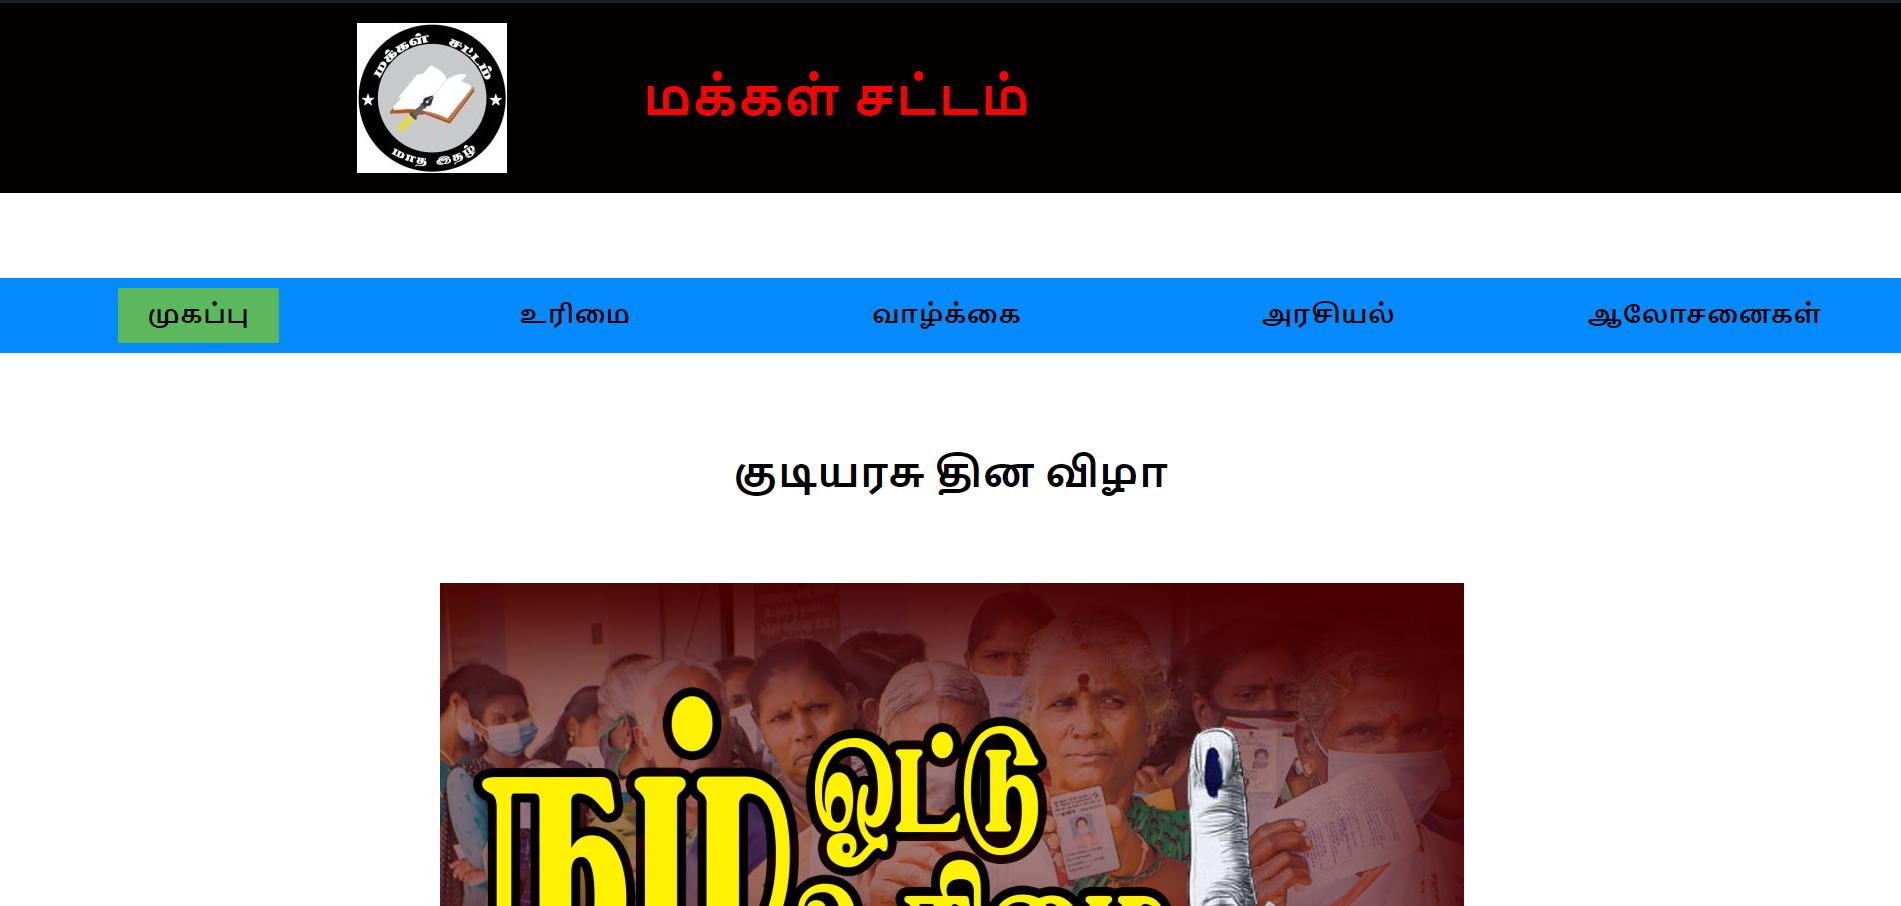 மக்கள் சட்டம்
மாத இதழ்
மக்கள் சட்டம்
முகப்பு
உரிமை
வாழ்க்கை
அரசியல்
ஆலோசனைகள்
குடியரசு தின விழா
நம்
ஓட்டு
உரிமை